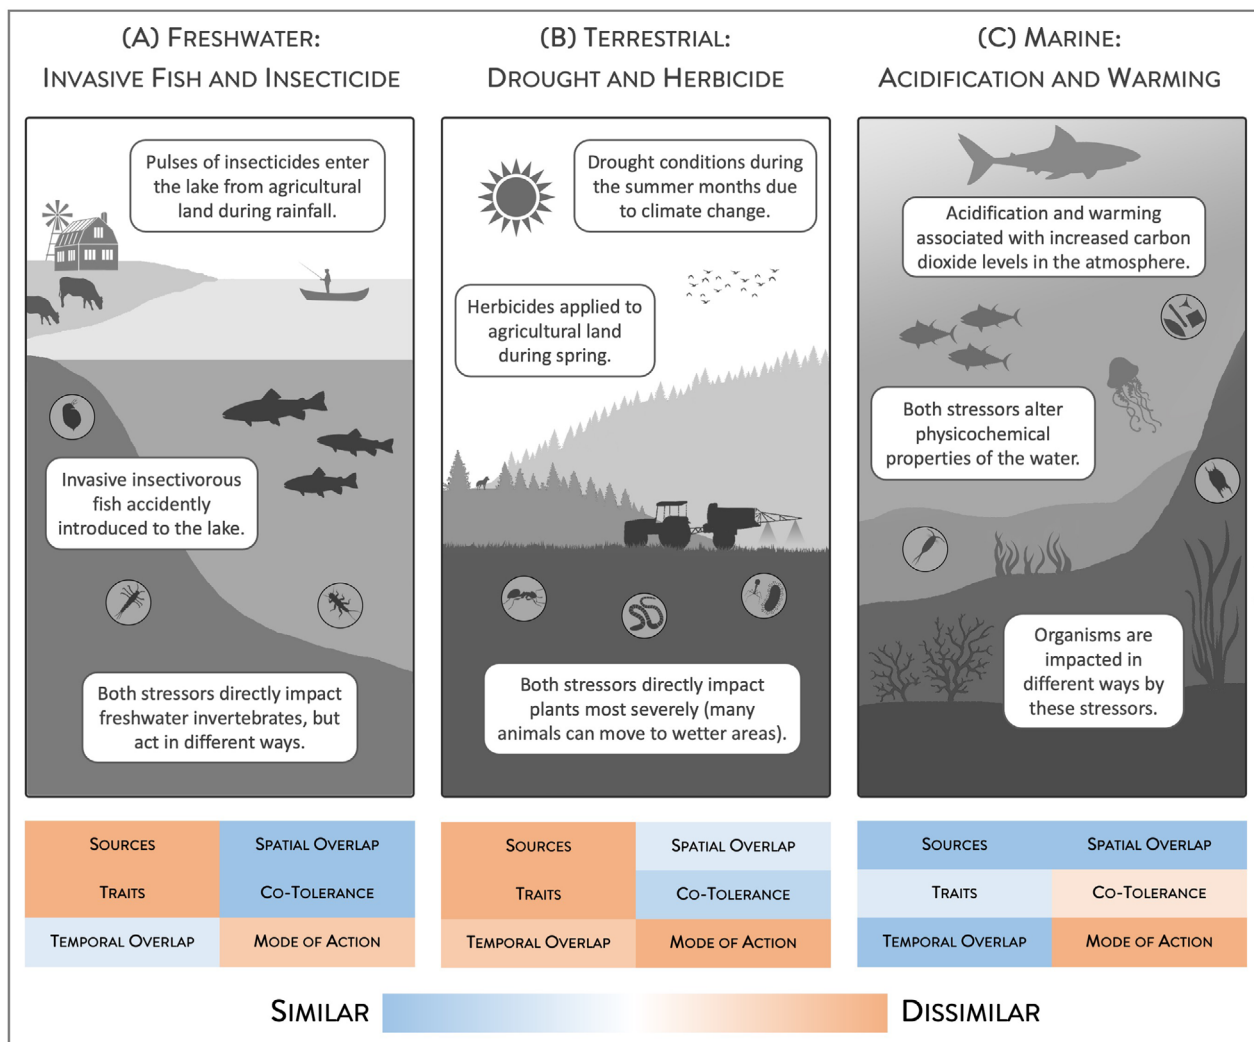 (A) FRESHWATER:
INVASIVE FISH AND INSECTICIDE
Pulses of insecticides enter
the lake from agricultural
land during rainfall.
Invasive insectivorous
fish accidently
introduced to the lake.
Both stressors directly impact
freshwater invertebrates, but
act in different ways.
SOURCES
SPATIAL OVERLAP
TRAITS
CO-TOLERANCE
TEMPORAL OVERLAP
MODE OF ACTION
(B) TERRESTRIAL:
DROUGHT AND HERBICIDE
Drought conditions during
the summer months due
to climate change.
Herbicides applied to
agricultural land
during spring.
Both stressors directly impact
plants most severely (many
animals can move to wetter areas).
SOURCES
SPATIAL OVERLAP
TRAITS
CO-TOLERANCE
TEMPORAL OVERLAP
MODE OF ACTION
(C) MARINE:
ACIDIFICATION AND WARMING
Acidification and warming
associated with increased carbon
dioxide levels in the atmosphere.
Both stressors alter
physicochemical
properties of the water.
Organisms are
impacted in
different ways by
these stressors.
SOURCES
SPATIAL OVERLAP
TRAITS
CO-TOLERANCE
TEMPORAL OVERLAP
MODE OF ACTION
SIMILAR
DISSIMILAR